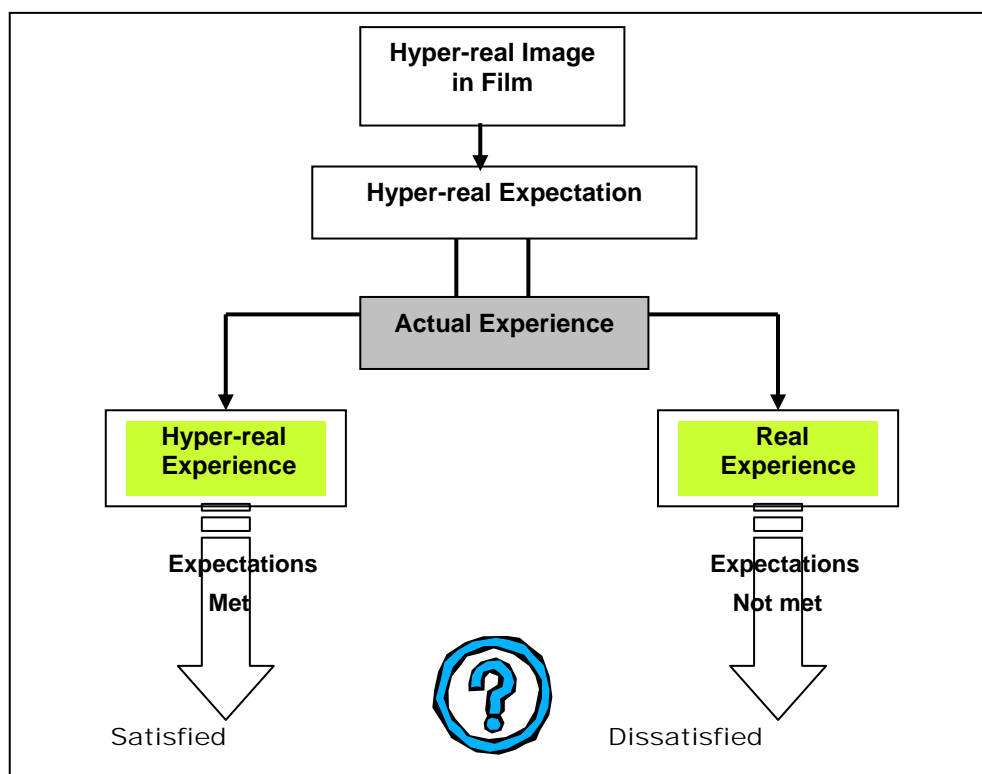 Hyper-real Image
in Film
Hyper-real Expectation
Actual Experience
Hyper-real
Experience
Real
Experience
Expectations
Met
Expectations
Not met
?
Satisfied
Dissatisfied